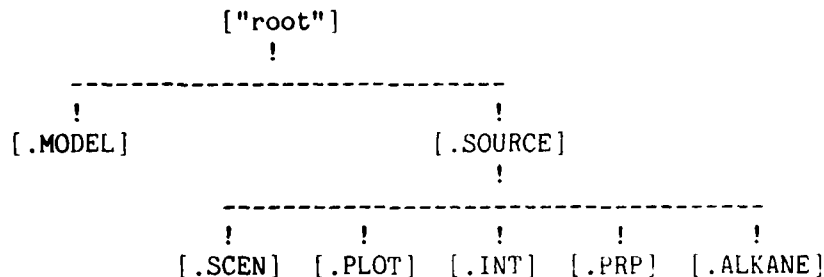 ["root"]
!
----------------------------
! !
[.MODEL] [.SOURCE]
!
-----------------------------------
! ! ! ! !
[.SCEN] [.PLOT] [.INT] [.PRP] [.ALKANE]